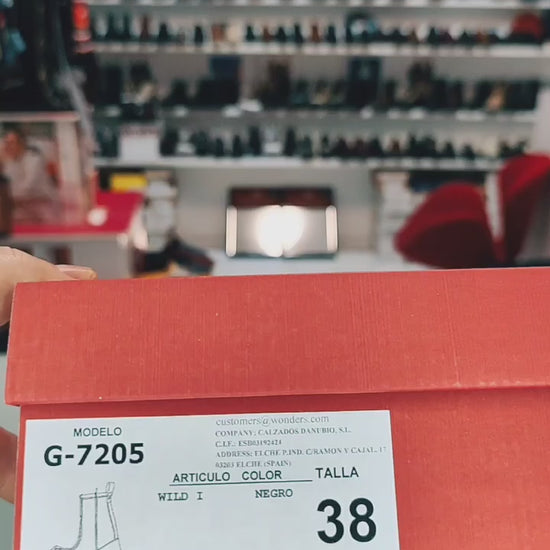 customers@wonders.com
MODELO
COMPANY; CALZADOS DANUBIO, S.L.
G-7205
C.I.F.: ESB03192424
ADDRESS: ELCHE P.IND. C/RAMON Y CAJAL, 17
03203 ELCHE (SPAIN)
ARTICULO COLOR TALLA
WILD I NEGRO
38